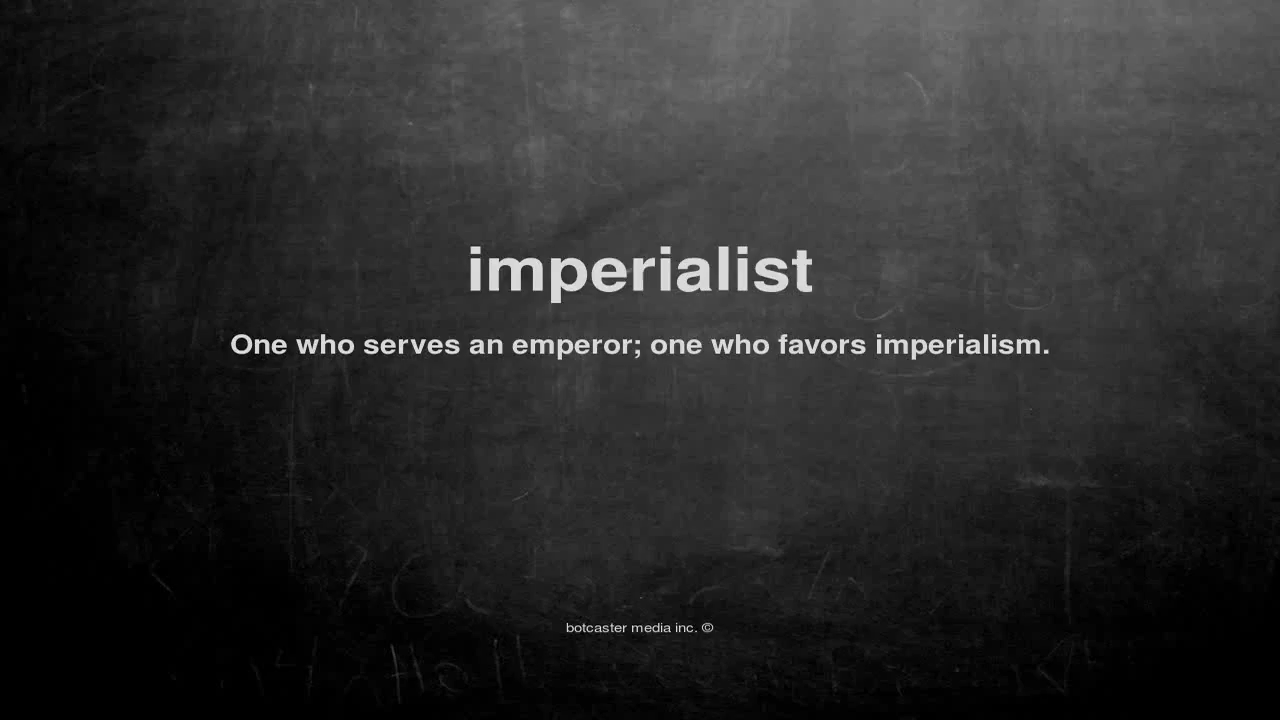 imperialist
One who serves an emperor; one who favors imperialism.
botcaster media inc. ©